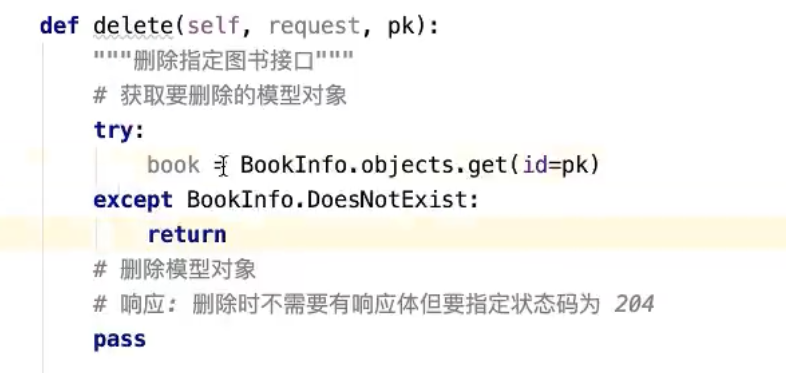 def delete(self, request, pk):
"""删除指定图书接口"""
# 获取要删除的模型对象
try:
book = BookInfo.objects.get(id=pk)
except BookInfo.DoesNotExist:
return
# 删除模型对象
# 响应: 删除时不需要有响应体但要指定状态码为 204
pass